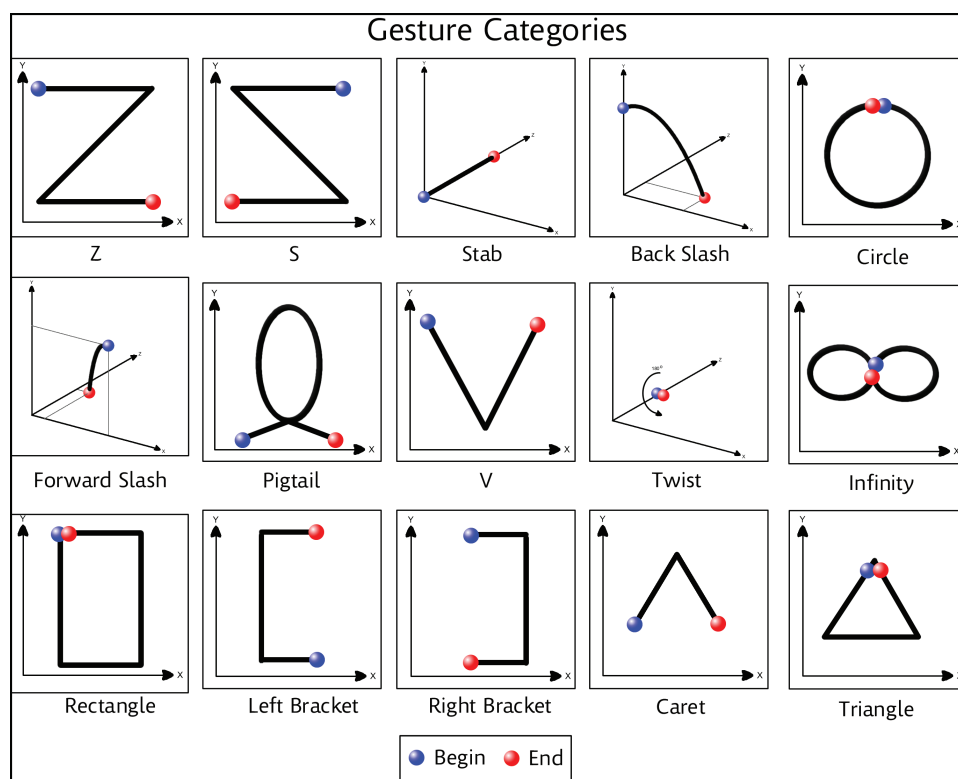 Gesture Categories
Y
X
Z
Y
X
S
Y
Z
X
Stab
Y
Z
X
Back Slash
Y
X
Circle
Y
Z
X
Forward Slash
Y
X
Pigtail
Y
X
V
Y
Z
X
180°
Twist
Y
X
Infinity
Y
X
Rectangle
Y
X
Left Bracket
Y
X
Right Bracket
Y
X
Caret
Y
X
Triangle
Begin End